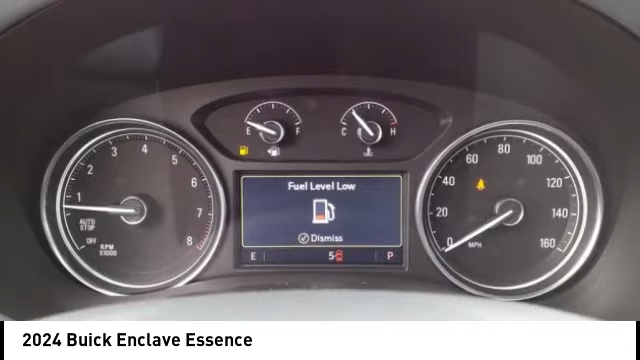 E F
C H
1 2 3 4 5 6 7 8
AUTO
STOP
OFF
RPM
X1000
Fuel Level Low
Dismiss
E 5 P
0 20 40 60 80 100 120 140 160
MPH
2024 Buick Enclave Essence